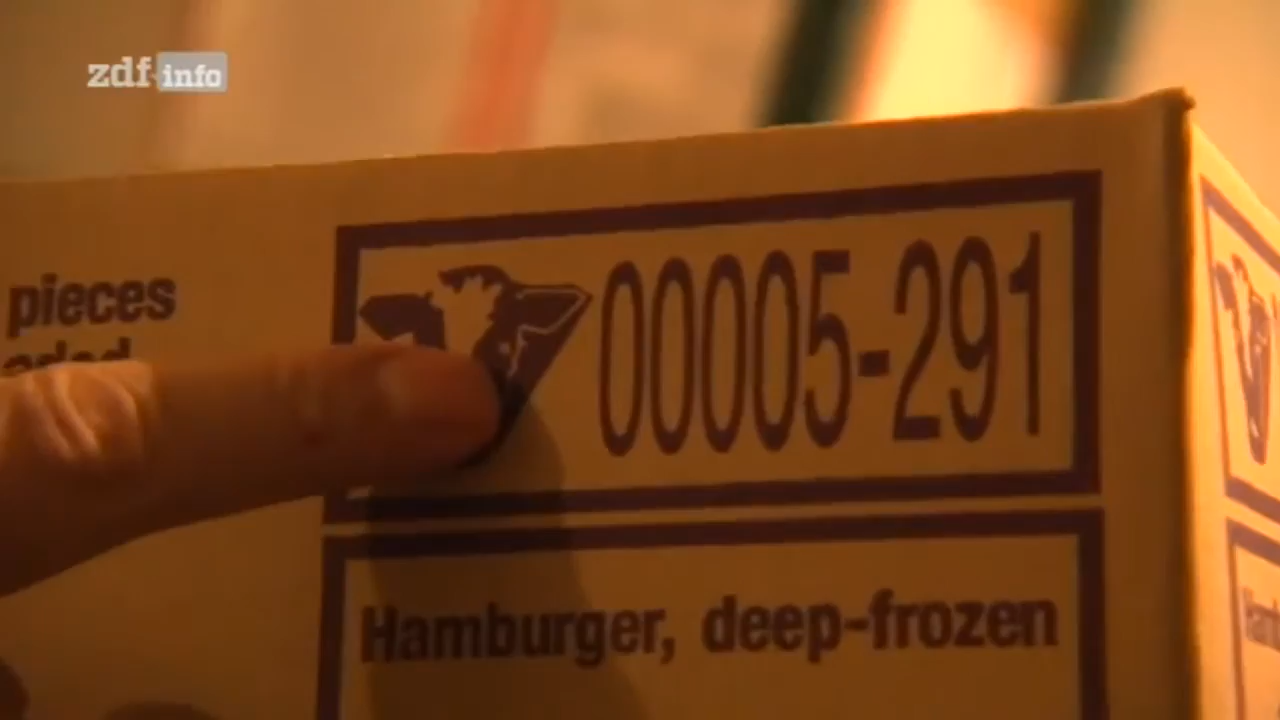 zdf info
pieces
00005-291
Hamburger, deep-frozen